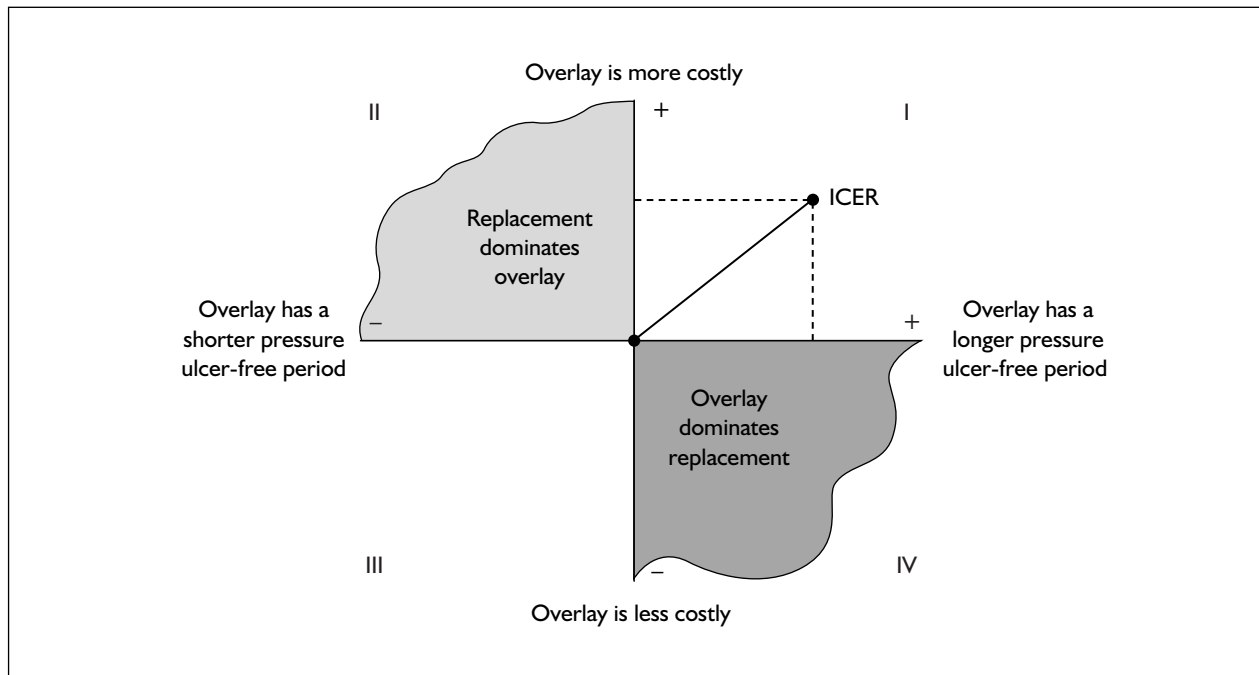 Overlay is more costly
II
+
I
ICER
Replacement
dominates
overlay
Overlay has a
shorter pressure
ulcer-free period
–
+
Overlay has a
longer pressure
ulcer-free period
Overlay
dominates
replacement
III
–
IV
Overlay is less costly